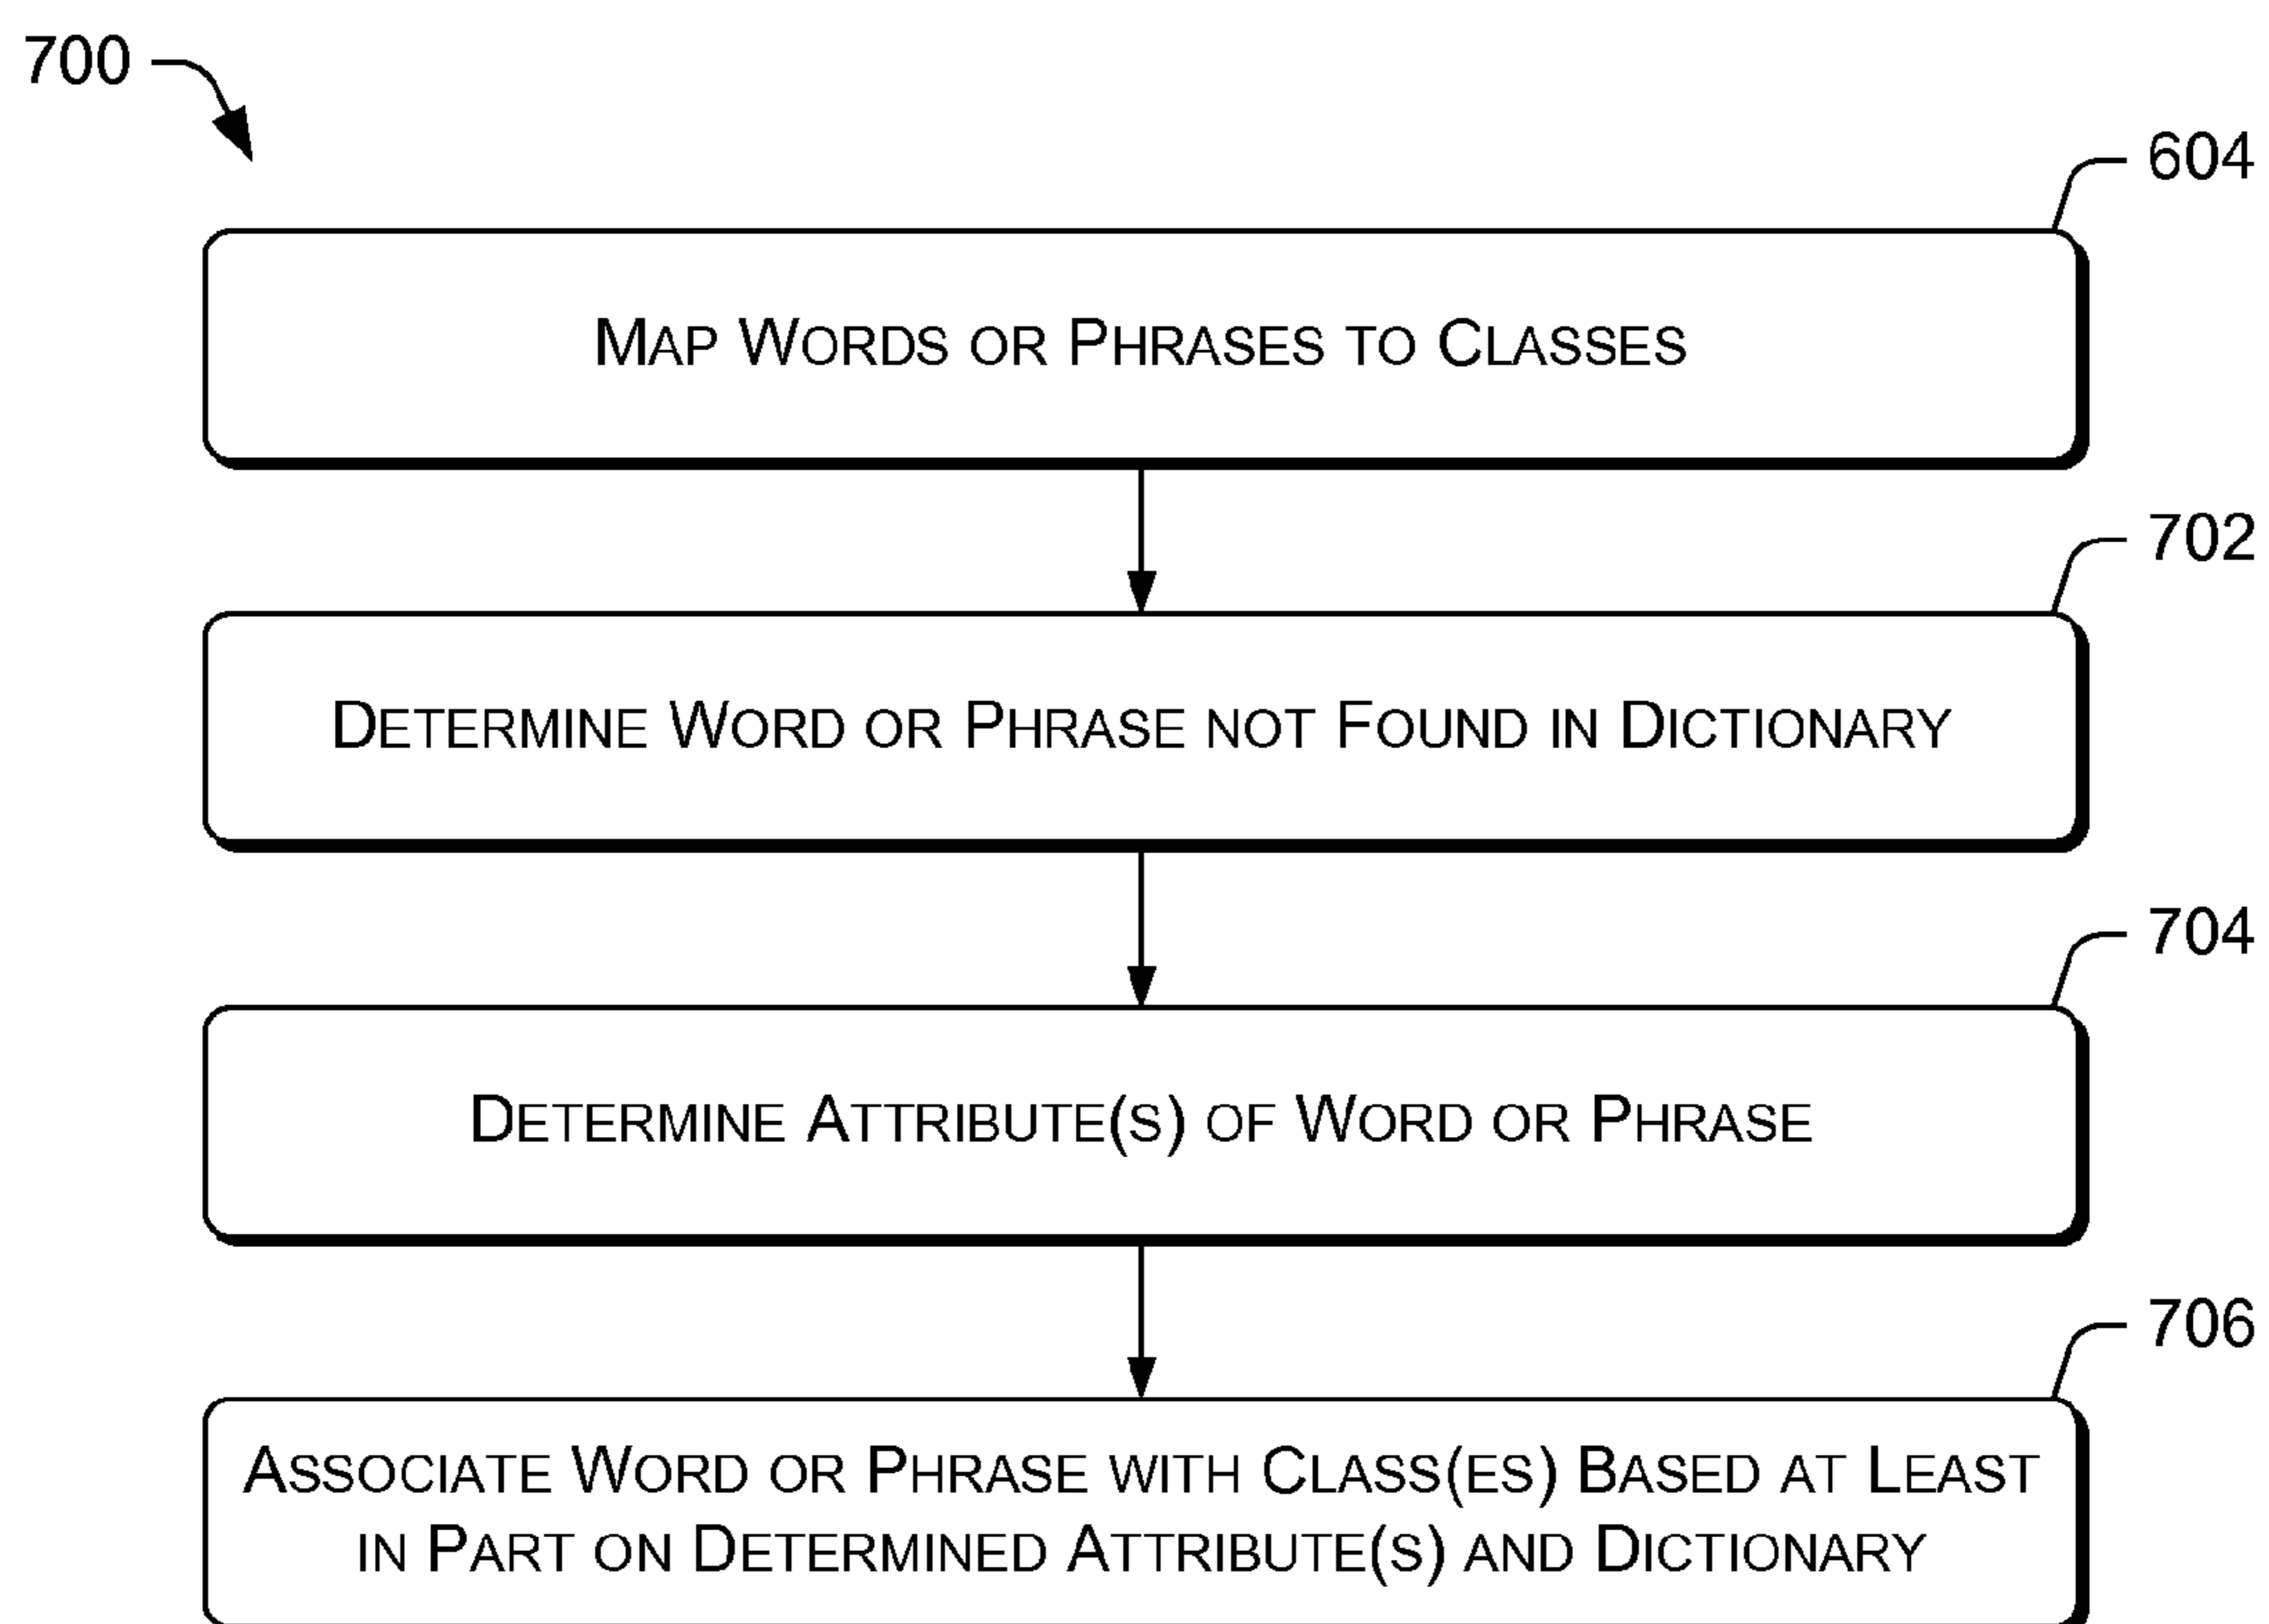 700
604
MAP WORDS OR PHRASES TO CLASSES
702
DETERMINE WORD OR PHRASE NOT FOUND IN DICTIONARY
704
DETERMINE ATTRIBUTE(S) OF WORD OR PHRASE
706
ASSOCIATE WORD OR PHRASE WITH CLASS(ES) BASED AT LEAST
IN PART ON DETERMINED ATTRIBUTE(S) AND DICTIONARY